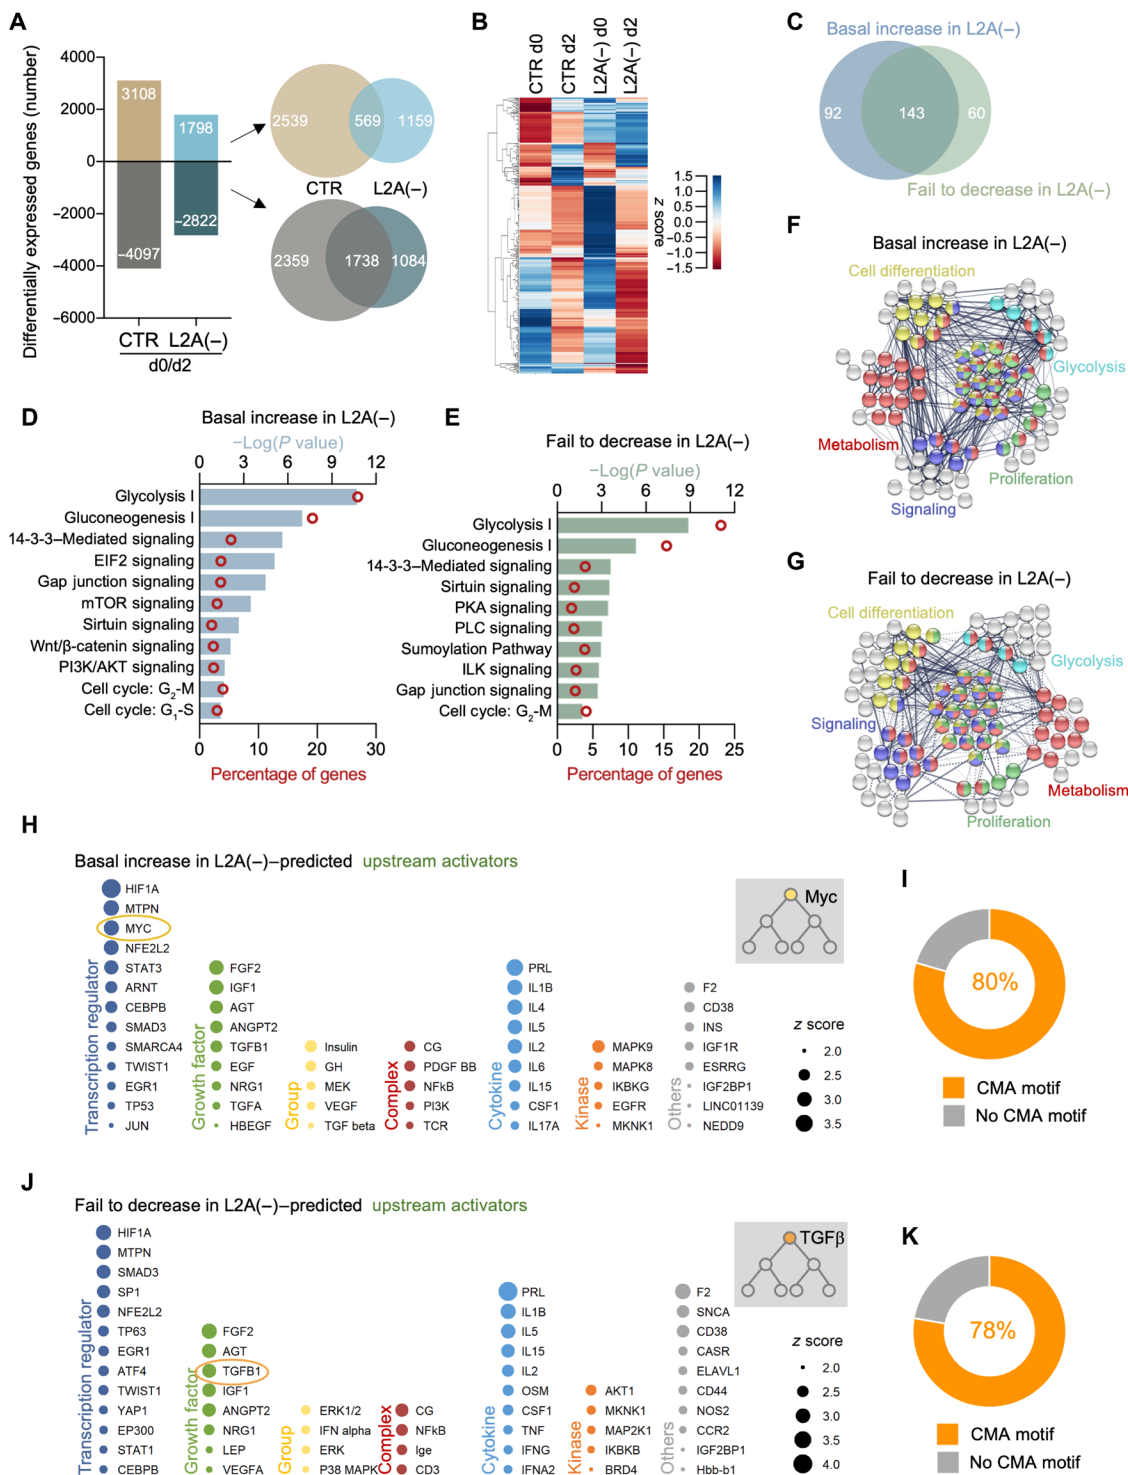 A
Differentially expressed genes (number)
4000
2000
0
−2000
−4000
−6000
3108
1798
−2822
−4097
CTR L2A(−)
d0/d2
2539
569
1159
CTR
L2A(−)
2359
1738
1084
B
CTR d0
CTR d2
L2A(−) d0
L2A(−) d2
1.5
1.0
0.5
0.0
−0.5
−1.0
−1.5
z score
C
Basal increase in L2A(−)
92
143
60
Fail to decrease in L2A(−)
D
Basal increase in L2A(−)
−Log(P value)
0 3 6 9 12
Glycolysis I
Gluconeogenesis I
14-3-3–Mediated signaling
EIF2 signaling
Gap junction signaling
mTOR signaling
Sirtuin signaling
Wnt/β-catenin signaling
PI3K/AKT signaling
Cell cycle: G2-M
Cell cycle: G1-S
0 10 20 30
Percentage of genes
E
Fail to decrease in L2A(−)
−Log(P value)
0 3 6 9 12
Glycolysis I
Gluconeogenesis I
14-3-3–Mediated signaling
Sirtuin signaling
PKA signaling
PLC signaling
Sumoylation Pathway
ILK signaling
Gap junction signaling
Cell cycle: G2-M
0 5 10 15 20 25
Percentage of genes
F
Basal increase in L2A(−)
Cell differentiation
Glycolysis
Metabolism
Proliferation
Signaling
G
Fail to decrease in L2A(−)
Cell differentiation
Glycolysis
Signaling
Metabolism
Proliferation
H
Basal increase in L2A(−)–predicted upstream activators
Transcription regulator
HIF1A
MTPN
MYC
NFE2L2
STAT3
ARNT
CEBPB
SMAD3
SMARCA4
TWIST1
EGR1
TP53
JUN
Growth factor
FGF2
IGF1
AGT
ANGPT2
TGFB1
EGF
NRG1
TGFA
HBEGF
Group
Insulin
GH
MEK
VEGF
TGF beta
Complex
CG
PDGF BB
NFkB
PI3K
TCR
Cytokine
PRL
IL1B
IL4
IL5
IL2
IL6
IL15
CSF1
IL17A
Kinase
MAPK9
MAPK8
IKBKG
EGFR
MKNK1
Others
F2
CD38
INS
IGF1R
ESRRG
IGF2BP1
LINC01139
NEDD9
Myc
z score
2.0
2.5
3.0
3.5
I
80%
CMA motif
No CMA motif
J
Fail to decrease in L2A(−)–predicted upstream activators
Transcription regulator
HIF1A
MTPN
SMAD3
SP1
NFE2L2
TP63
EGR1
ATF4
TWIST1
YAP1
EP300
STAT1
CEBPB
Growth factor
FGF2
AGT
TGFB1
IGF1
ANGPT2
NRG1
LEP
VEGFA
Group
ERK1/2
IFN alpha
ERK
P38 MAPK
Complex
CG
NFkB
Ige
CD3
Cytokine
PRL
IL1B
IL5
IL15
IL2
OSM
CSF1
TNF
IFNG
IFNA2
Kinase
AKT1
MKNK1
MAP2K1
IKBKB
BRD4
Others
F2
SNCA
CD38
CASR
ELAVL1
CD44
NOS2
CCR2
IGF2BP1
Hbb-b1
TGFβ
z score
2.0
2.5
3.0
3.5
4.0
K
78%
CMA motif
No CMA motif